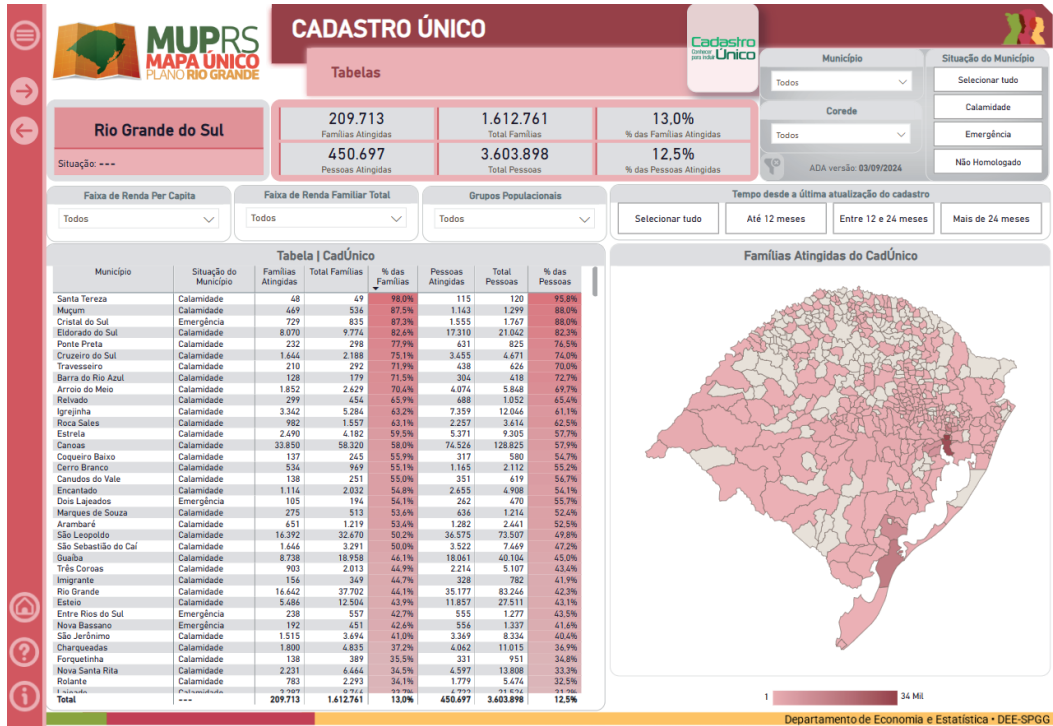 MUPRS
MAPA ÚNICO
PLANO RIO GRANDE
CADASTRO ÚNICO
Tabelas
Cadastro
Conhecer para incluir Único
Município
Todos
Corede
Todos
ADA versão: 03/09/2024
Situação do Município
Selecionar tudo
Calamidade
Emergência
Não Homologado
Rio Grande do Sul
Situação: ---
209.713
Famílias Atingidas
1.612.761
Total Famílias
13,0%
% das Famílias Atingidas
450.697
Pessoas Atingidas
3.603.898
Total Pessoas
12,5%
% das Pessoas Atingidas
Faixa de Renda Per Capita
Todos
Faixa de Renda Familiar Total
Todos
Grupos Populacionais
Todos
Tempo desde a última atualização do cadastro
Selecionar tudo Até 12 meses Entre 12 e 24 meses Mais de 24 meses
Tabela | CadÚnico
Município Situação do Município Famílias Atingidas Total Famílias % das Famílias Pessoas Atingidas Total Pessoas % das Pessoas
Santa Tereza Calamidade 48 49 98,0% 115 120 95,8%
Muçum Calamidade 469 536 87,5% 1.143 1.299 88,0%
Cristal do Sul Emergência 729 835 87,3% 1.555 1.767 88,0%
Eldorado do Sul Calamidade 8.070 9.774 82,6% 17.310 21.042 82,3%
Ponte Preta Calamidade 232 298 77,9% 631 825 76,5%
Cruzeiro do Sul Calamidade 1.644 2.188 75,1% 3.455 4.671 74,0%
Travesseiro Calamidade 210 292 71,9% 438 626 70,0%
Barra do Rio Azul Calamidade 128 179 71,5% 304 418 72,7%
Arroio do Meio Calamidade 1.852 2.629 70,4% 4.074 5.848 69,7%
Relvado Calamidade 299 454 65,9% 688 1.052 65,4%
Igrejinha Calamidade 3.342 5.284 63,2% 7.359 12.046 61,1%
Roca Sales Calamidade 982 1.557 63,1% 2.257 3.614 62,5%
Estrela Calamidade 2.490 4.182 59,5% 5.371 9.305 57,7%
Canoas Calamidade 33.850 58.320 58,0% 74.526 128.825 57,9%
Coqueiro Baixo Calamidade 137 245 55,9% 317 580 54,7%
Cerro Branco Calamidade 534 969 55,1% 1.165 2.112 55,2%
Canudos do Vale Calamidade 138 251 55,0% 351 619 56,7%
Encantado Calamidade 1.114 2.032 54,8% 2.655 4.908 54,1%
Dois Lajeados Emergência 105 194 54,1% 262 470 55,7%
Marques de Souza Calamidade 275 513 53,6% 636 1.214 52,4%
Arambaré Calamidade 651 1.219 53,4% 1.282 2.441 52,5%
São Leopoldo Calamidade 16.392 32.670 50,2% 36.575 73.507 49,8%
São Sebastião do Caí Calamidade 1.646 3.291 50,0% 3.522 7.469 47,2%
Guaíba Calamidade 8.738 18.958 46,1% 18.061 40.104 45,0%
Três Coroas Calamidade 903 2.013 44,9% 2.214 5.107 43,4%
Imigrante Calamidade 156 349 44,7% 328 782 41,9%
Rio Grande Calamidade 16.642 37.702 44,1% 35.177 83.246 42,3%
Esteio Calamidade 5.486 12.504 43,9% 11.857 27.511 43,1%
Entre Rios do Sul Emergência 238 557 42,7% 555 1.277 43,5%
Nova Bassano Emergência 192 451 42,6% 556 1.337 41,6%
São Jerônimo Calamidade 1.515 3.694 41,0% 3.369 8.334 40,4%
Charqueadas Calamidade 1.800 4.835 37,2% 4.062 11.015 36,9%
Forquetinha Calamidade 138 389 35,5% 331 951 34,8%
Nova Santa Rita Calamidade 2.231 6.464 34,5% 4.597 13.808 33,3%
Rolante Calamidade 783 2.293 34,1% 1.779 5.474 32,5%
Total --- 209.713 1.612.761 13,0% 450.697 3.603.898 12,5%
Famílias Atingidas do CadÚnico
1 34 Mil
Departamento de Economia e Estatística • DEE-SPGG